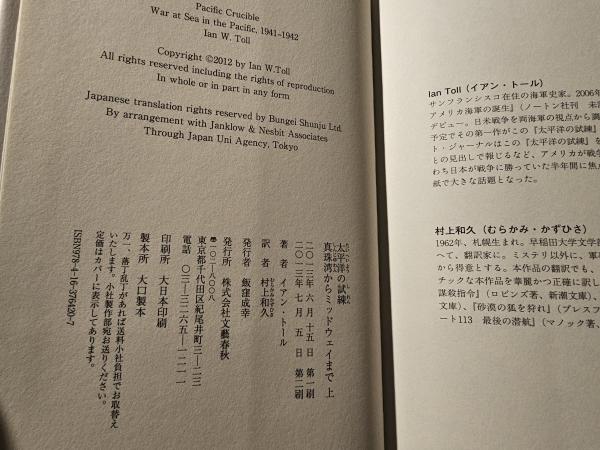 Pacific Crucible
War at Sea in the Pacific, 1941–1942
Ian W. Toll
Copyright ©2012 by Ian W.Toll
All rights reserved including the rights of reproduction
In whole or in part in any form
Japanese translation rights reserved by Bungei Shunju Ltd.
By arrangement with Janklow & Nesbit Associates
Through Japan Uni Agency, Tokyo
太平洋の試練
真珠湾からミッドウェイまで 上
二〇一三年 六月 十五日 第一刷
二〇一三年 七月 五日 第二刷
著者 イアン・トール
訳者 村上和久
発行者 飯窪成幸
発行所 株式会社文藝春秋
〒一〇二-八〇〇八
東京都千代田区紀尾井町三-二三
電話 〇三-三二六五-一二一一
印刷所 大日本印刷
製本所 大口製本
万一、落丁乱丁があれば送料小社負担でお取替え
いたします。小社製作部宛お送りください。
定価はカバーに表示してあります。
ISBN978-4-16-376420-7
Ian Toll（イアン・トール）
サンフランシスコ在住の海軍史家。2006年
アメリカ海軍の誕生』（ノートン社刊 未訳
デビュー。日米戦争を両海軍の視点から満
予定でその第一作がこの『太平洋の試練』
ト・ジャーナルはこの『太平洋の試練』を
との見出しで報じるなど、アメリカが戦争
わち日本が戦争に勝っていた半年間に焦点
紙で大きな話題となった。
村上和久（むらかみ・かずひさ）
1962年、札幌生まれ。早稲田大学文学部
へて、翻訳家に。ミステリ以外に、軍事
から得意とする。本作品の翻訳でも、
チックな本作品を華麗かつ正確に訳し
謀殺指令』（ロビンズ著、新潮文庫）、
文庫）、『砂漠の狐を狩れ』（プレスフ
ート113 最後の潜航』（マノック著、